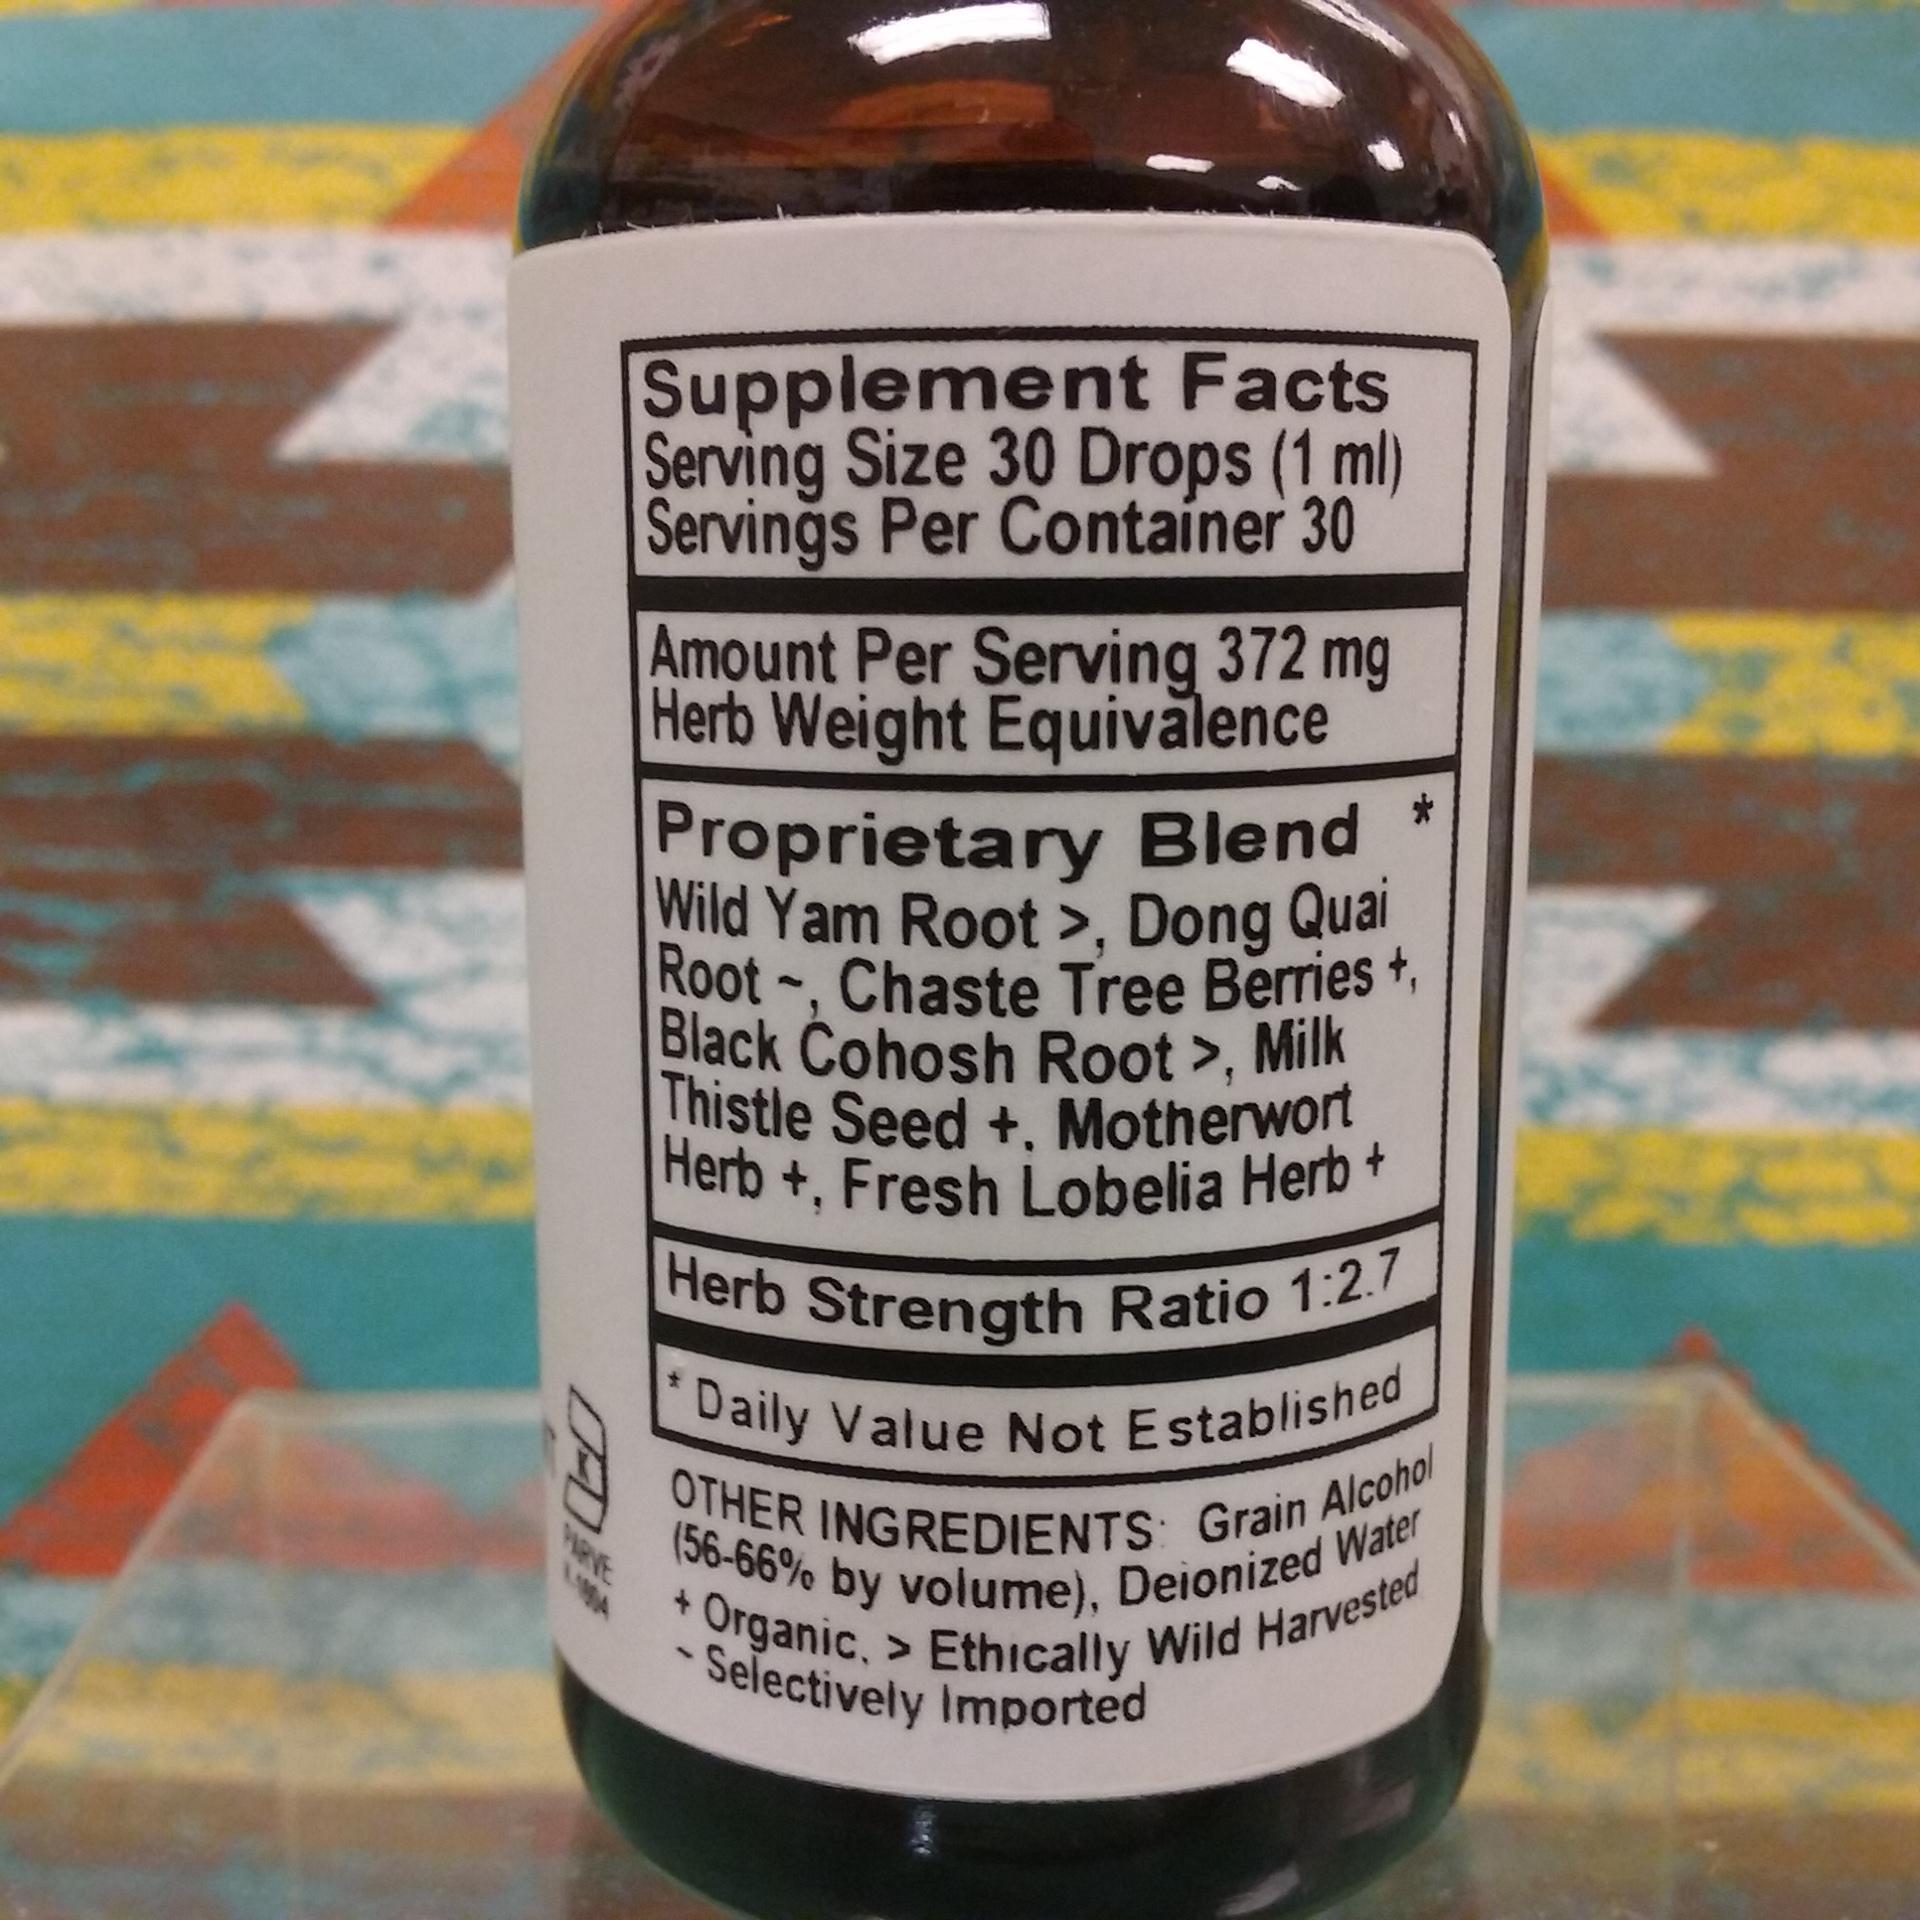 Supplement Facts
Serving Size 30 Drops (1 ml)
Servings Per Container 30
Amount Per Serving 372 mg
Herb Weight Equivalence
Proprietary Blend *
Wild Yam Root >, Dong Quai
Root ~, Chaste Tree Berries +,
Black Cohosh Root >, Milk
Thistle Seed +, Motherwort
Herb +, Fresh Lobelia Herb +
Herb Strength Ratio 1:2.7
* Daily Value Not Established
OTHER INGREDIENTS: Grain Alcohol
(56-66% by volume), Deionized Water
+ Organic, > Ethically Wild Harvested
~ Selectively Imported
K
PARVE